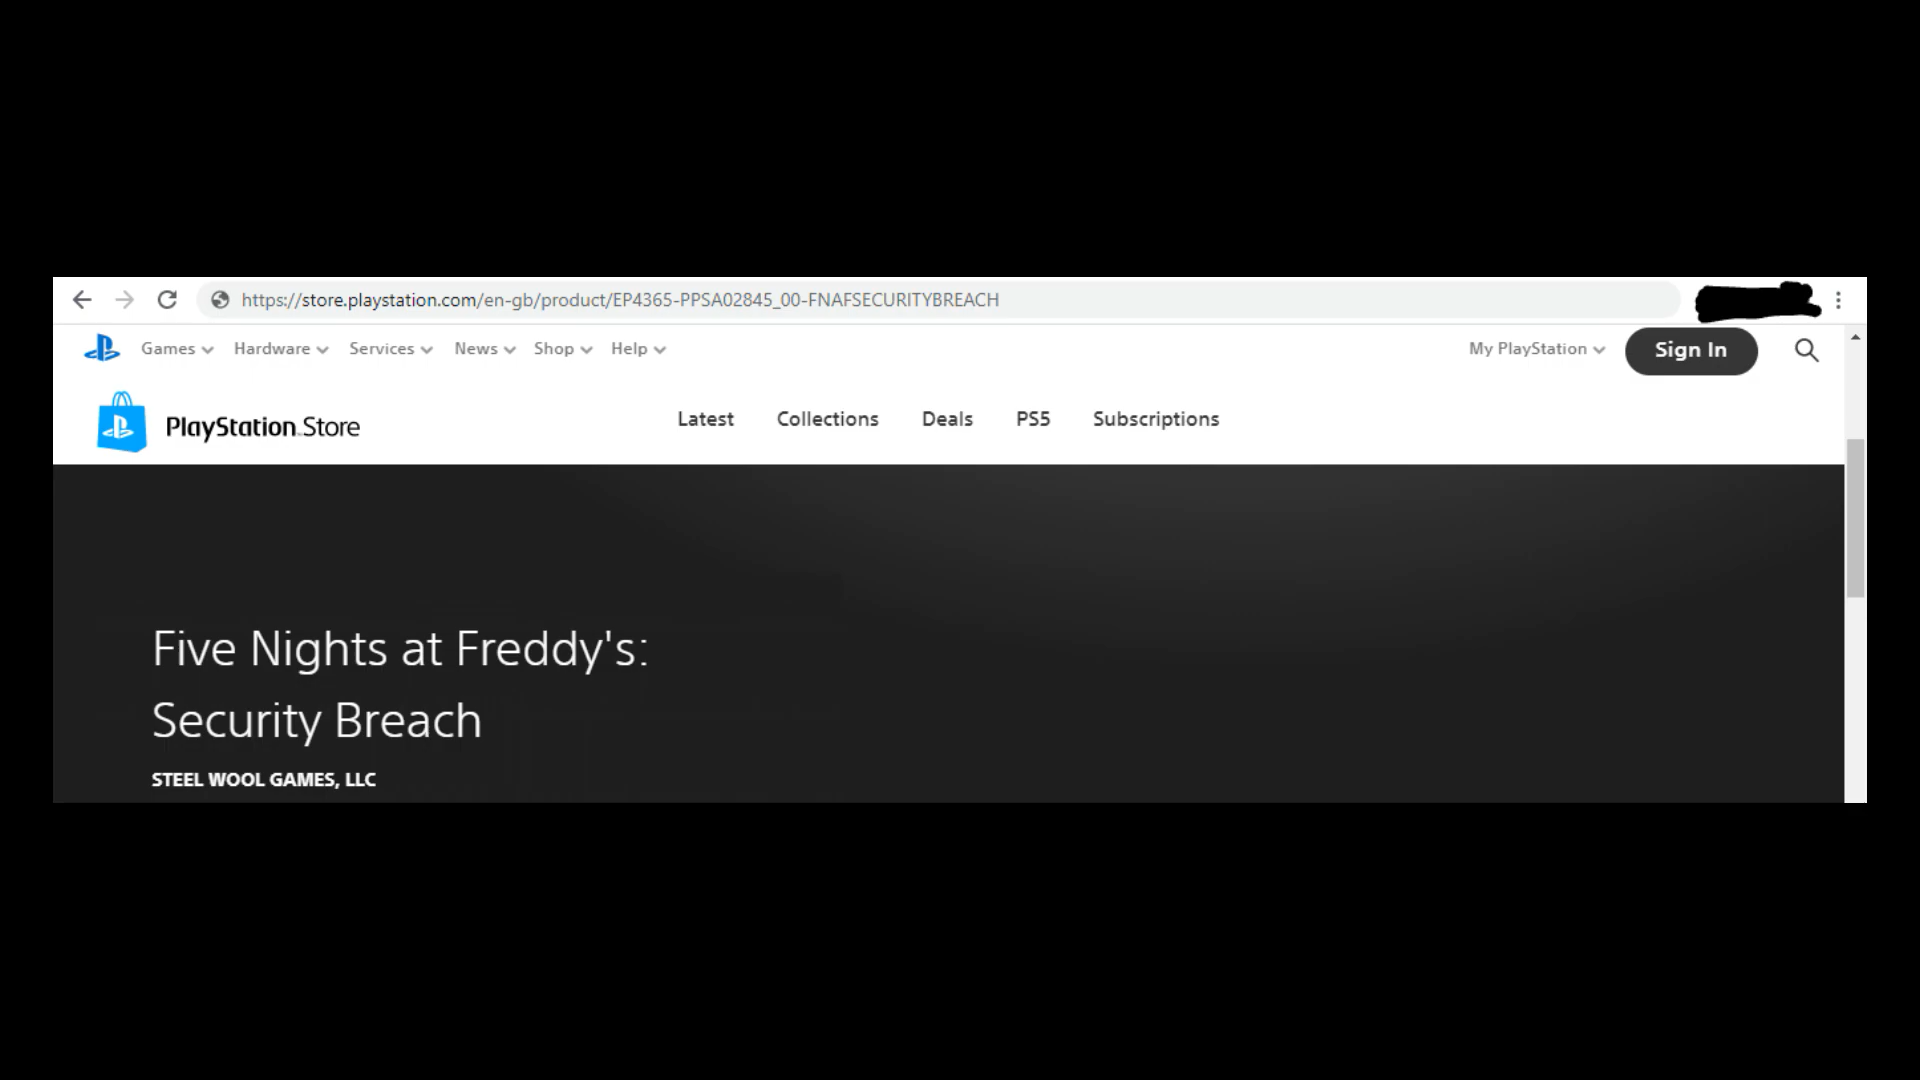 https://store.playstation.com/en-gb/product/EP4365-PPSA02845_00-FNAFSECURITYBREACH
Games Hardware Services News Shop Help My PlayStation Sign In
PlayStation Store Latest Collections Deals PS5 Subscriptions
Five Nights at Freddy's:
Security Breach
STEEL WOOL GAMES, LLC